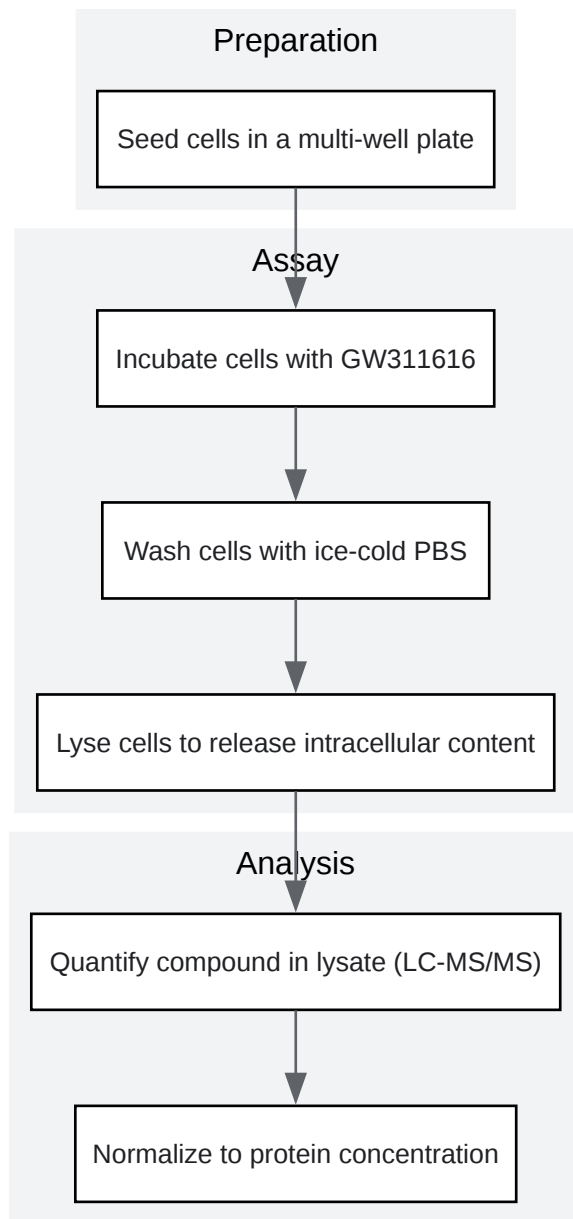 Preparation
Seed cells in a multi-well plate
Assay
Incubate cells with GW311616
Wash cells with ice-cold PBS
Lyse cells to release intracellular content
Analysis
Quantify compound in lysate (LC-MS/MS)
Normalize to protein concentration